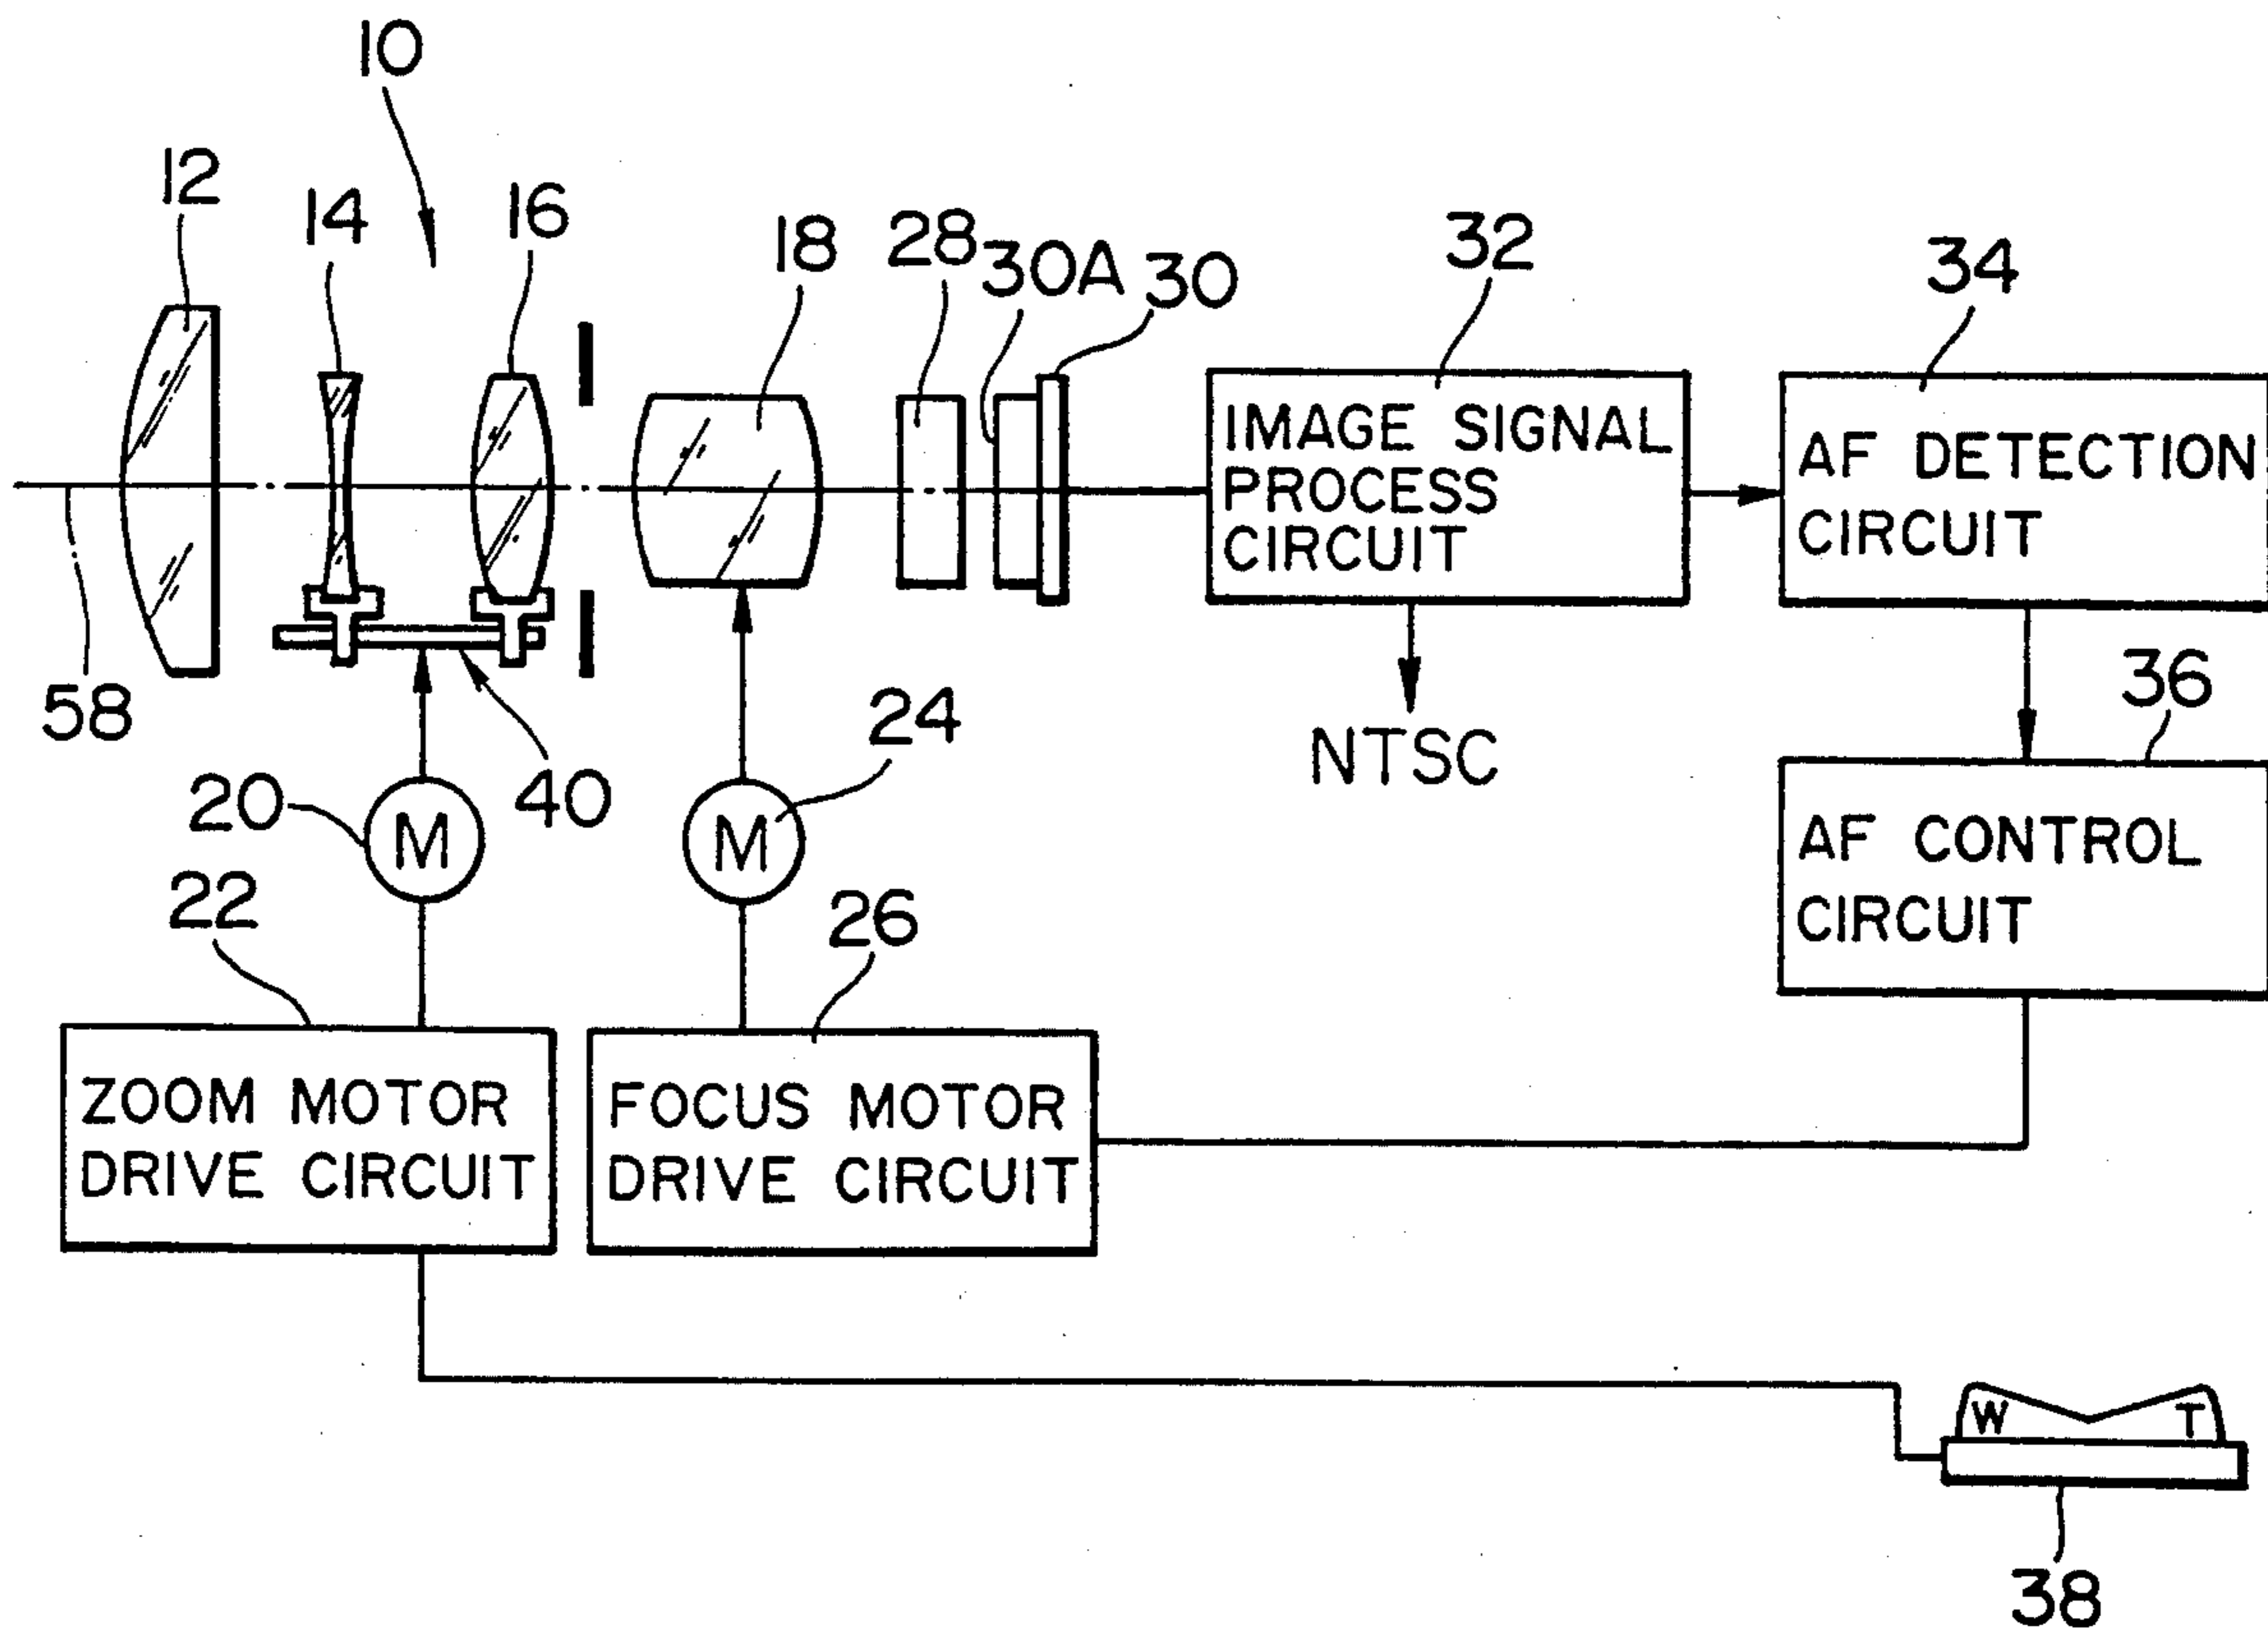 10
12
14
16
18
28
30A
30
32
34
IMAGE SIGNAL
PROCESS
CIRCUIT
AF DETECTION
CIRCUIT
58
20
M
40
24
M
NTSC
36
AF CONTROL
CIRCUIT
22
26
ZOOM MOTOR
DRIVE CIRCUIT
FOCUS MOTOR
DRIVE CIRCUIT
W T
38